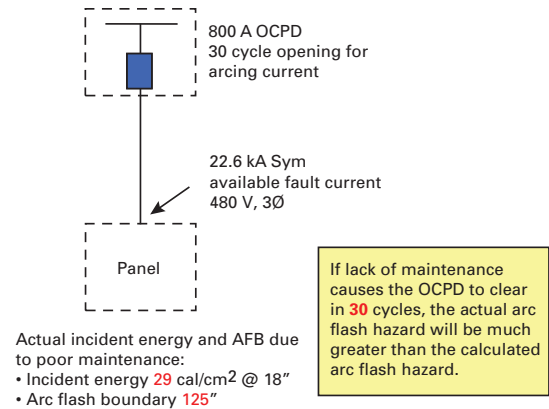 800 A OCPD
30 cycle opening for
arcing current
22.6 kA Sym
available fault current
480 V, 3Ø
Panel
If lack of maintenance
causes the OCPD to clear
in 30 cycles, the actual arc
flash hazard will be much
greater than the calculated
arc flash hazard.
Actual incident energy and AFB due
to poor maintenance:
• Incident energy 29 cal/cm² @ 18″
• Arc flash boundary 125″